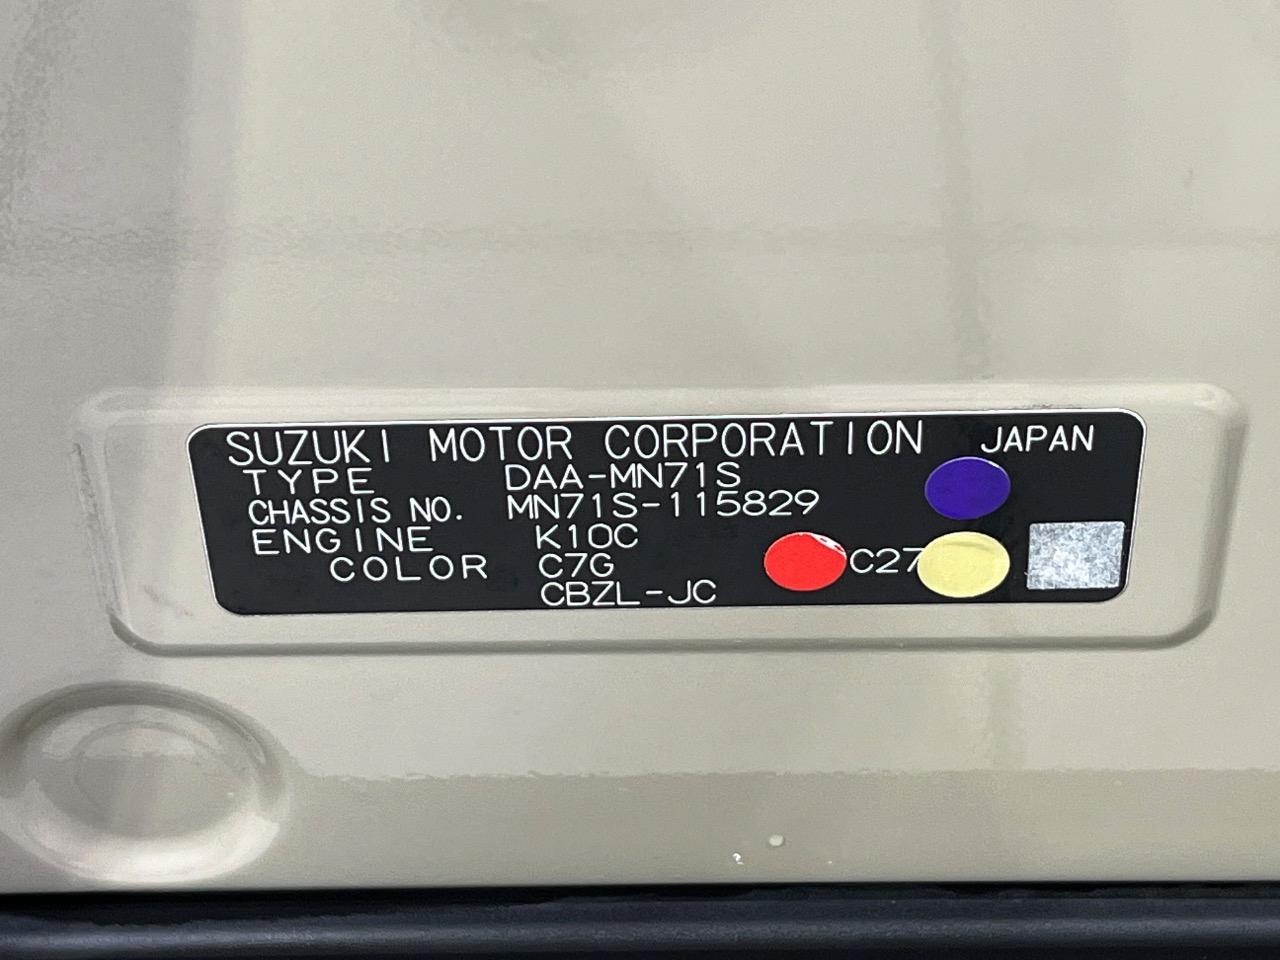 SUZUKI MOTOR CORPORATION JAPAN
TYPE DAA-MN71S
CHASSIS NO. MN71S-115829
ENGINE K10C
COLOR C7G C27
CBZL-JC